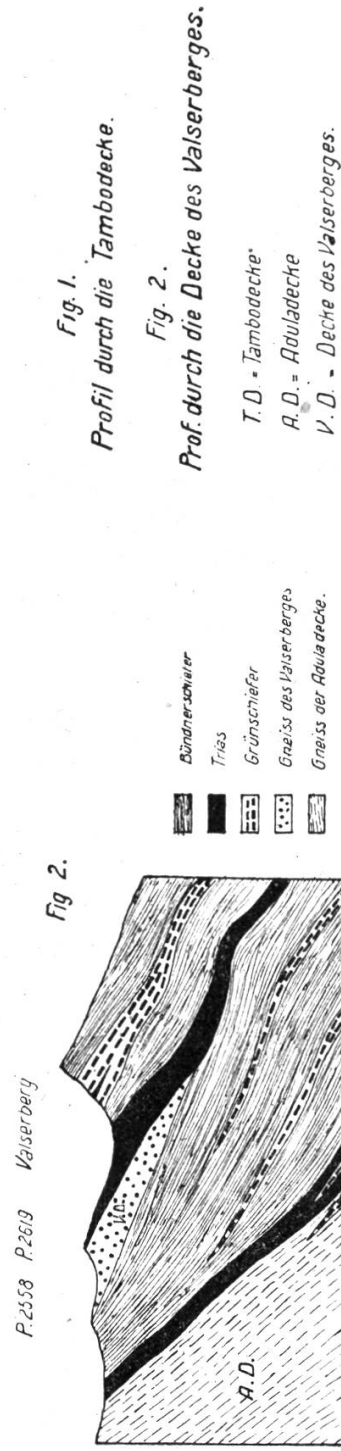 P.2558 P.2619 Valserberg
Fig 2.
V.D.
A.D.
Bündnerschiefer
Trias
Grünschiefer
Gneiss des Valserberges
Gneiss der Aduladecke.
Fig. 1.
Profil durch die Tambodecke.
Fig. 2.
Prof. durch die Decke des Valserberges.
T.D. = Tambodecke
A.D. = Aduladecke
V.D. = Decke des Valserberges.